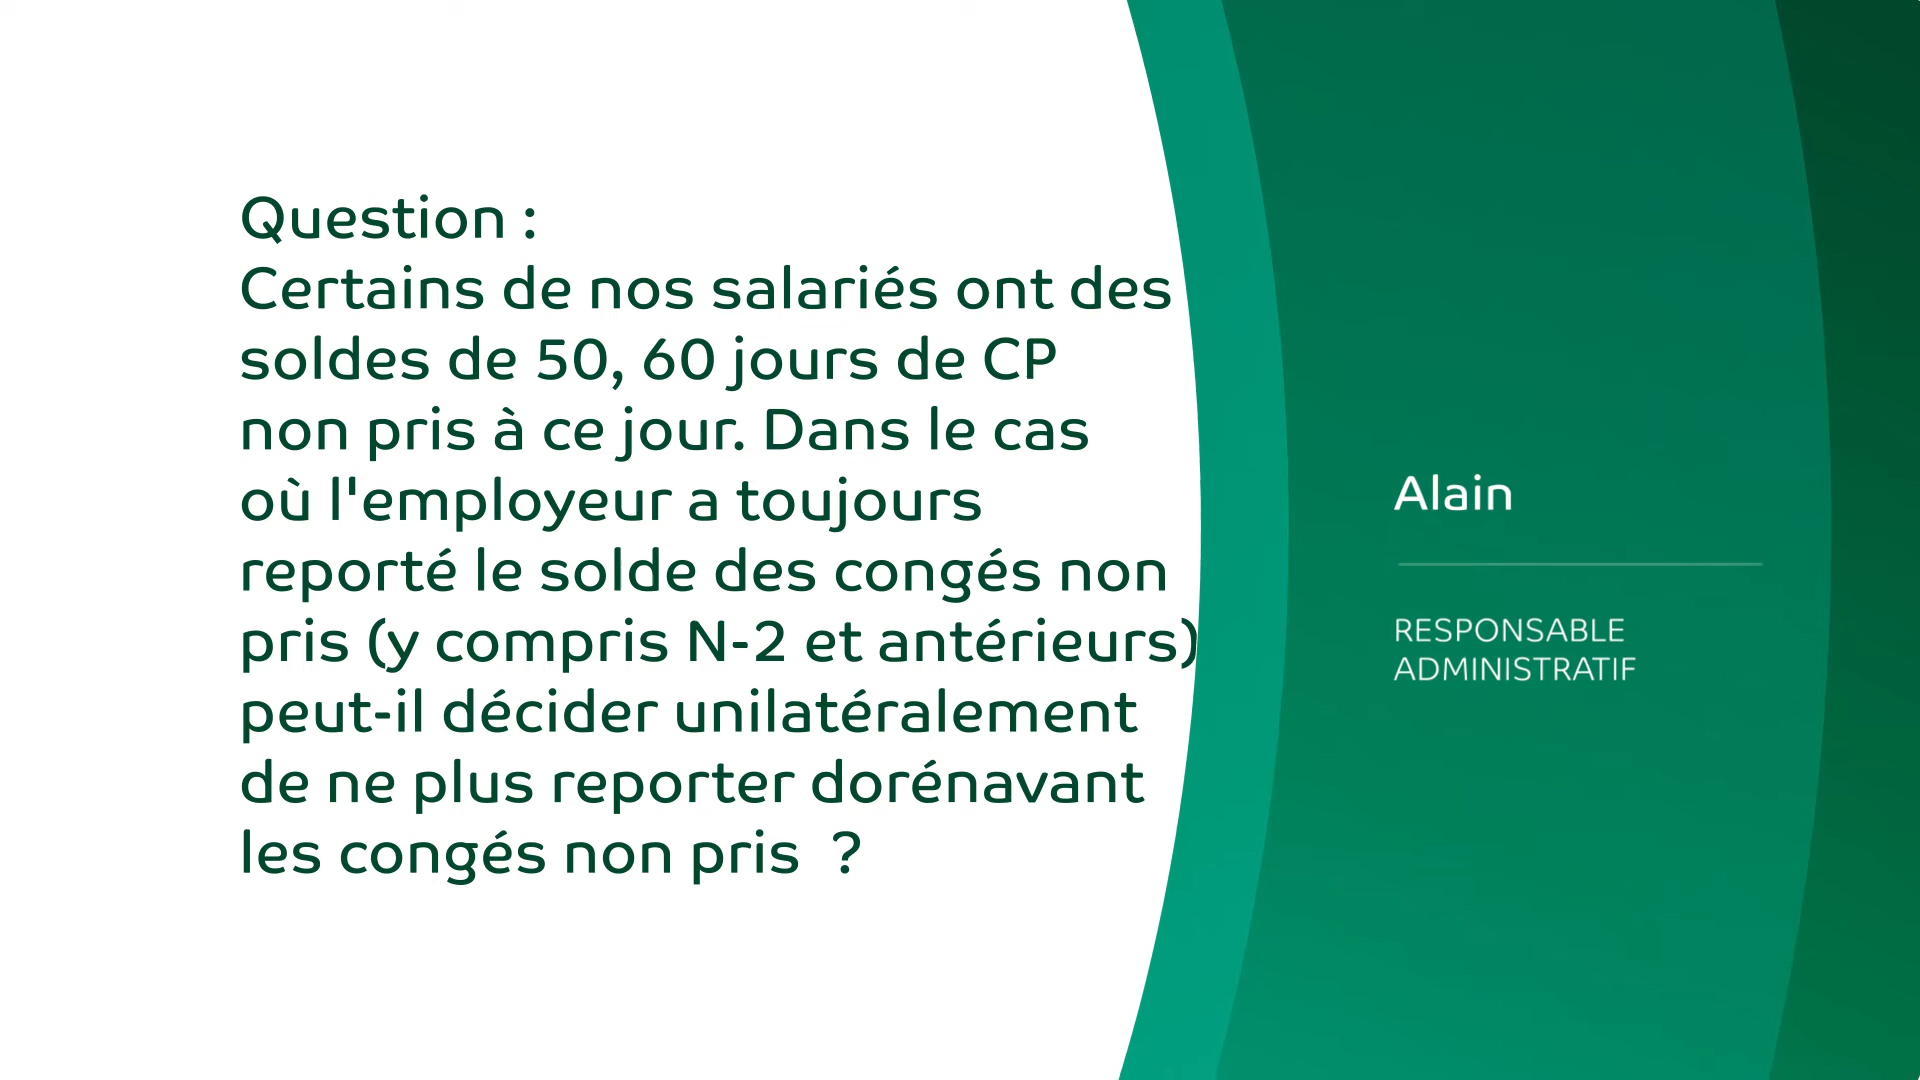 Question :
Certains de nos salariés ont des
soldes de 50, 60 jours de CP
non pris à ce jour. Dans le cas
où l'employeur a toujours
reporté le solde des congés non
pris (y compris N-2 et antérieurs)
peut-il décider unilatéralement
de ne plus reporter dorénavant
les congés non pris  ?
Alain
RESPONSABLE
ADMINISTRATIF